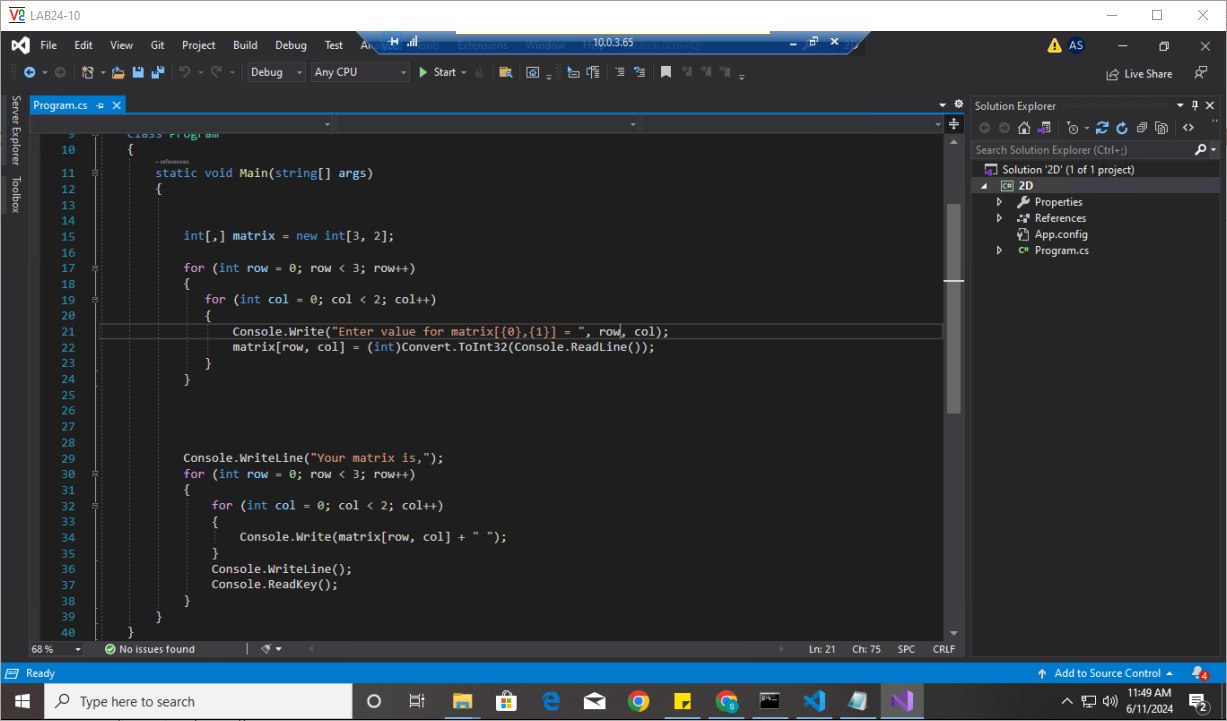 LAB24-10
File Edit View Git Project Build Debug Test Extensions Window
10.0.3.65
AS
Debug Any CPU Start Live Share
Server Explorer
Toolbox
Program.cs
9 class Program
10 {
- references
11 static void Main(string[] args)
12 {
13
14
15 int[,] matrix = new int[3, 2];
16
17 for (int row = 0; row < 3; row++)
18 {
19 for (int col = 0; col < 2; col++)
20 {
21 Console.Write("Enter value for matrix[{0},{1}] = ", row, col);
22 matrix[row, col] = (int)Convert.ToInt32(Console.ReadLine());
23 }
24 }
25
26
27
28
29 Console.WriteLine("Your matrix is,");
30 for (int row = 0; row < 3; row++)
31 {
32 for (int col = 0; col < 2; col++)
33 {
34 Console.Write(matrix[row, col] + " ");
35 }
36 Console.WriteLine();
37 Console.ReadKey();
38 }
39 }
40 }
68 % No issues found Ln: 21 Ch: 75 SPC CRLF
Solution Explorer
Search Solution Explorer (Ctrl+;)
Solution '2D' (1 of 1 project)
2D
Properties
References
App.config
Program.cs
Ready Add to Source Control 4
Type here to search
11:49 AM
6/11/2024
2